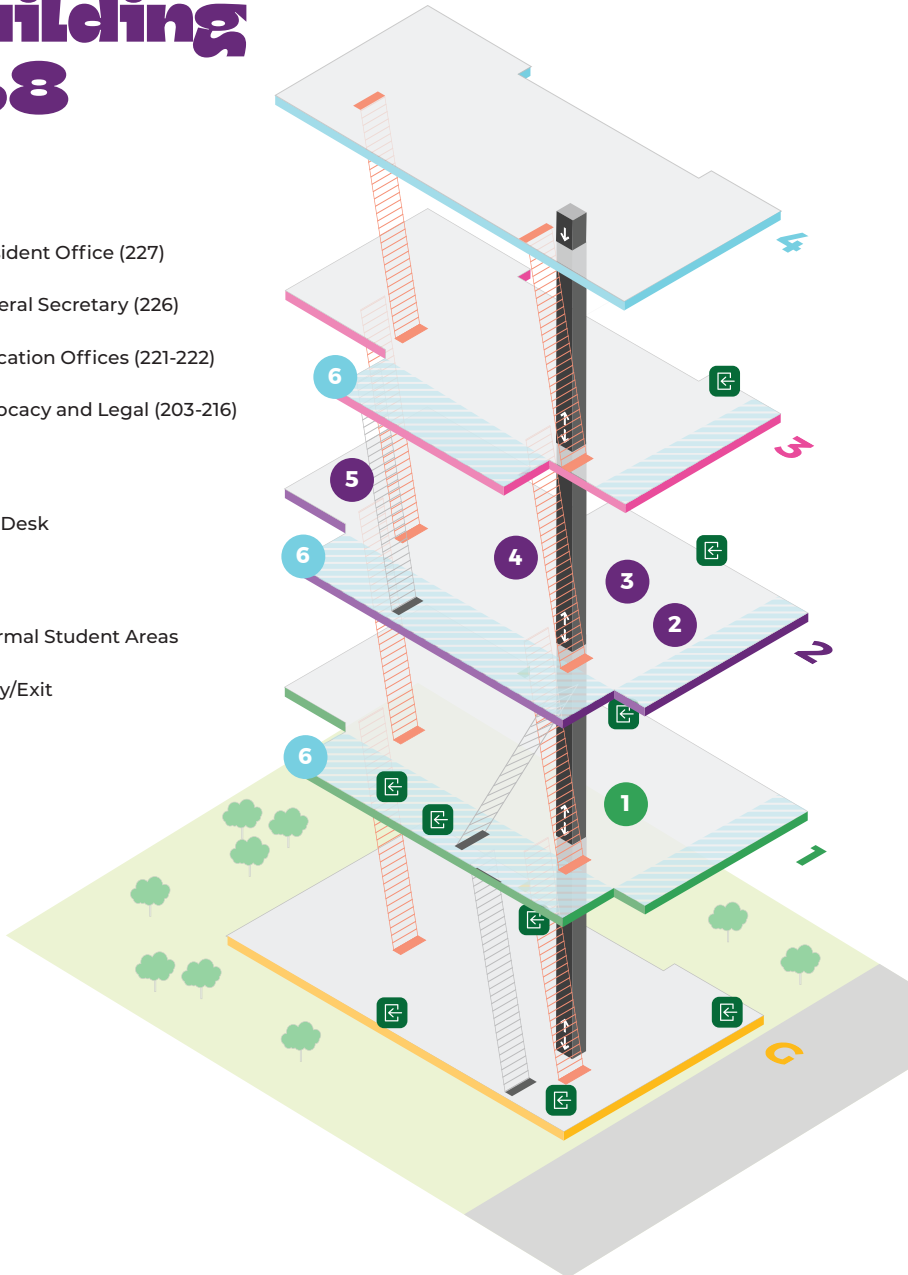 uilding
8
sident Office (227)
eral Secretary (226)
cation Offices (221-222)
ocacy and Legal (203-216)
Desk
rmal Student Areas
y/Exit
4
6
3
5
6
4
3
2
2
6
1
1
G